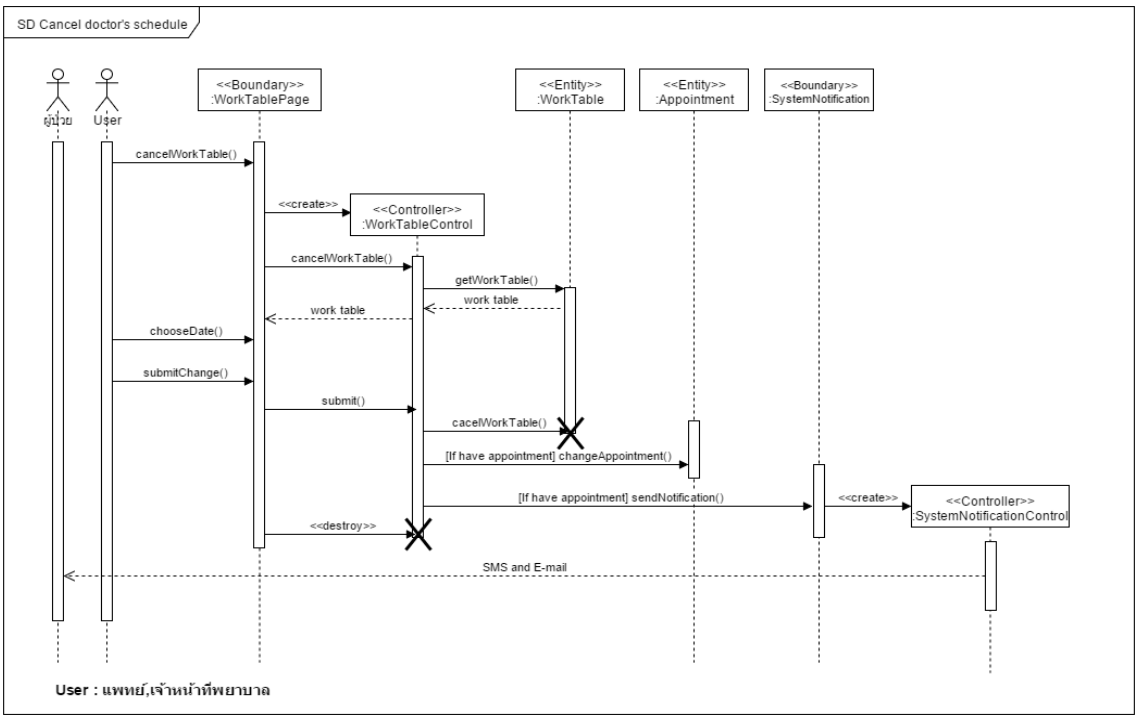 SD Cancel doctor's schedule
ผู้ป่วย
User
<<Boundary>>
:WorkTablePage
<<Entity>>
:WorkTable
<<Entity>>
:Appointment
<<Boundary>>
:SystemNotification
cancelWorkTable()
<<create>>
<<Controller>>
:WorkTableControl
cancelWorkTable()
getWorkTable()
work table
work table
chooseDate()
submitChange()
submit()
cacelWorkTable()
[If have appointment] changeAppointment()
[If have appointment] sendNotification()
<<create>>
<<Controller>>
:SystemNotificationControl
<<destroy>>
SMS and E-mail
User : แพทย์,เจ้าหน้าที่พยาบาล